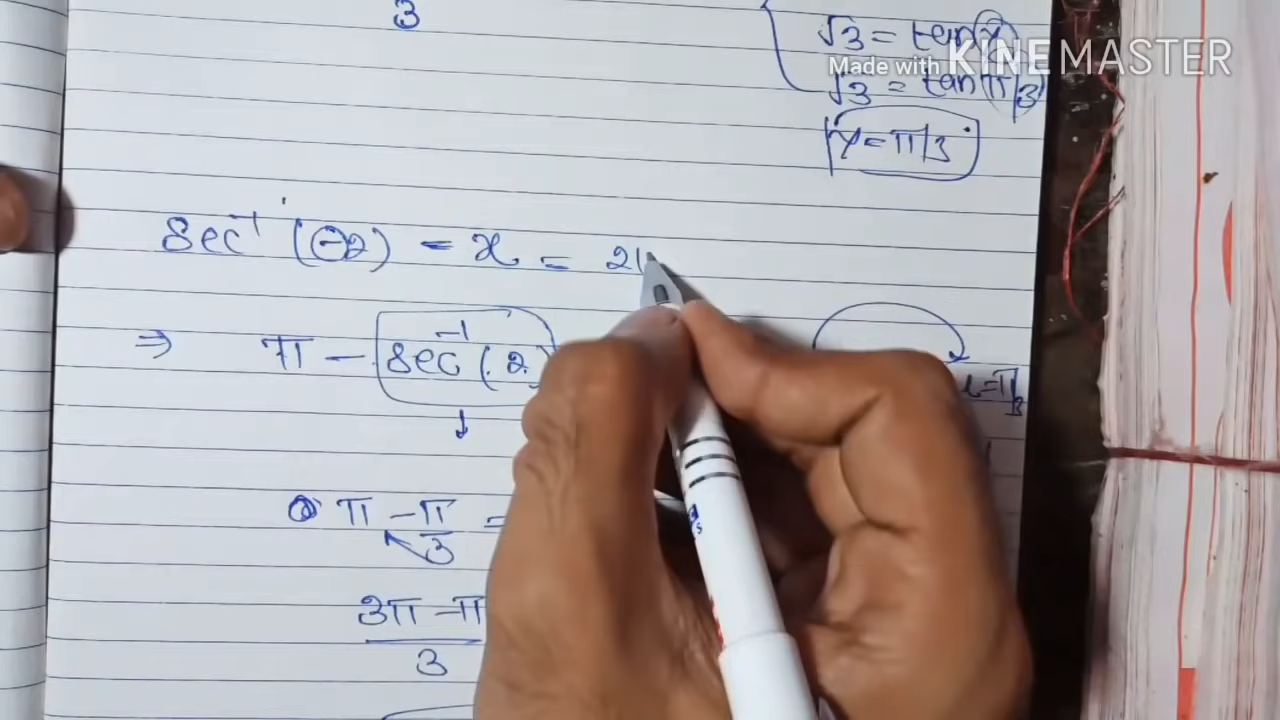 3
√3 = tan(x)
Made with KINEMASTER
√3 = tan(π/3)
x = π/3
Sec⁻¹ (-2) = x = 2
⇒ π - Sec⁻¹ (2)
x=π/3
↓
π - π/3 =
3π - π
3